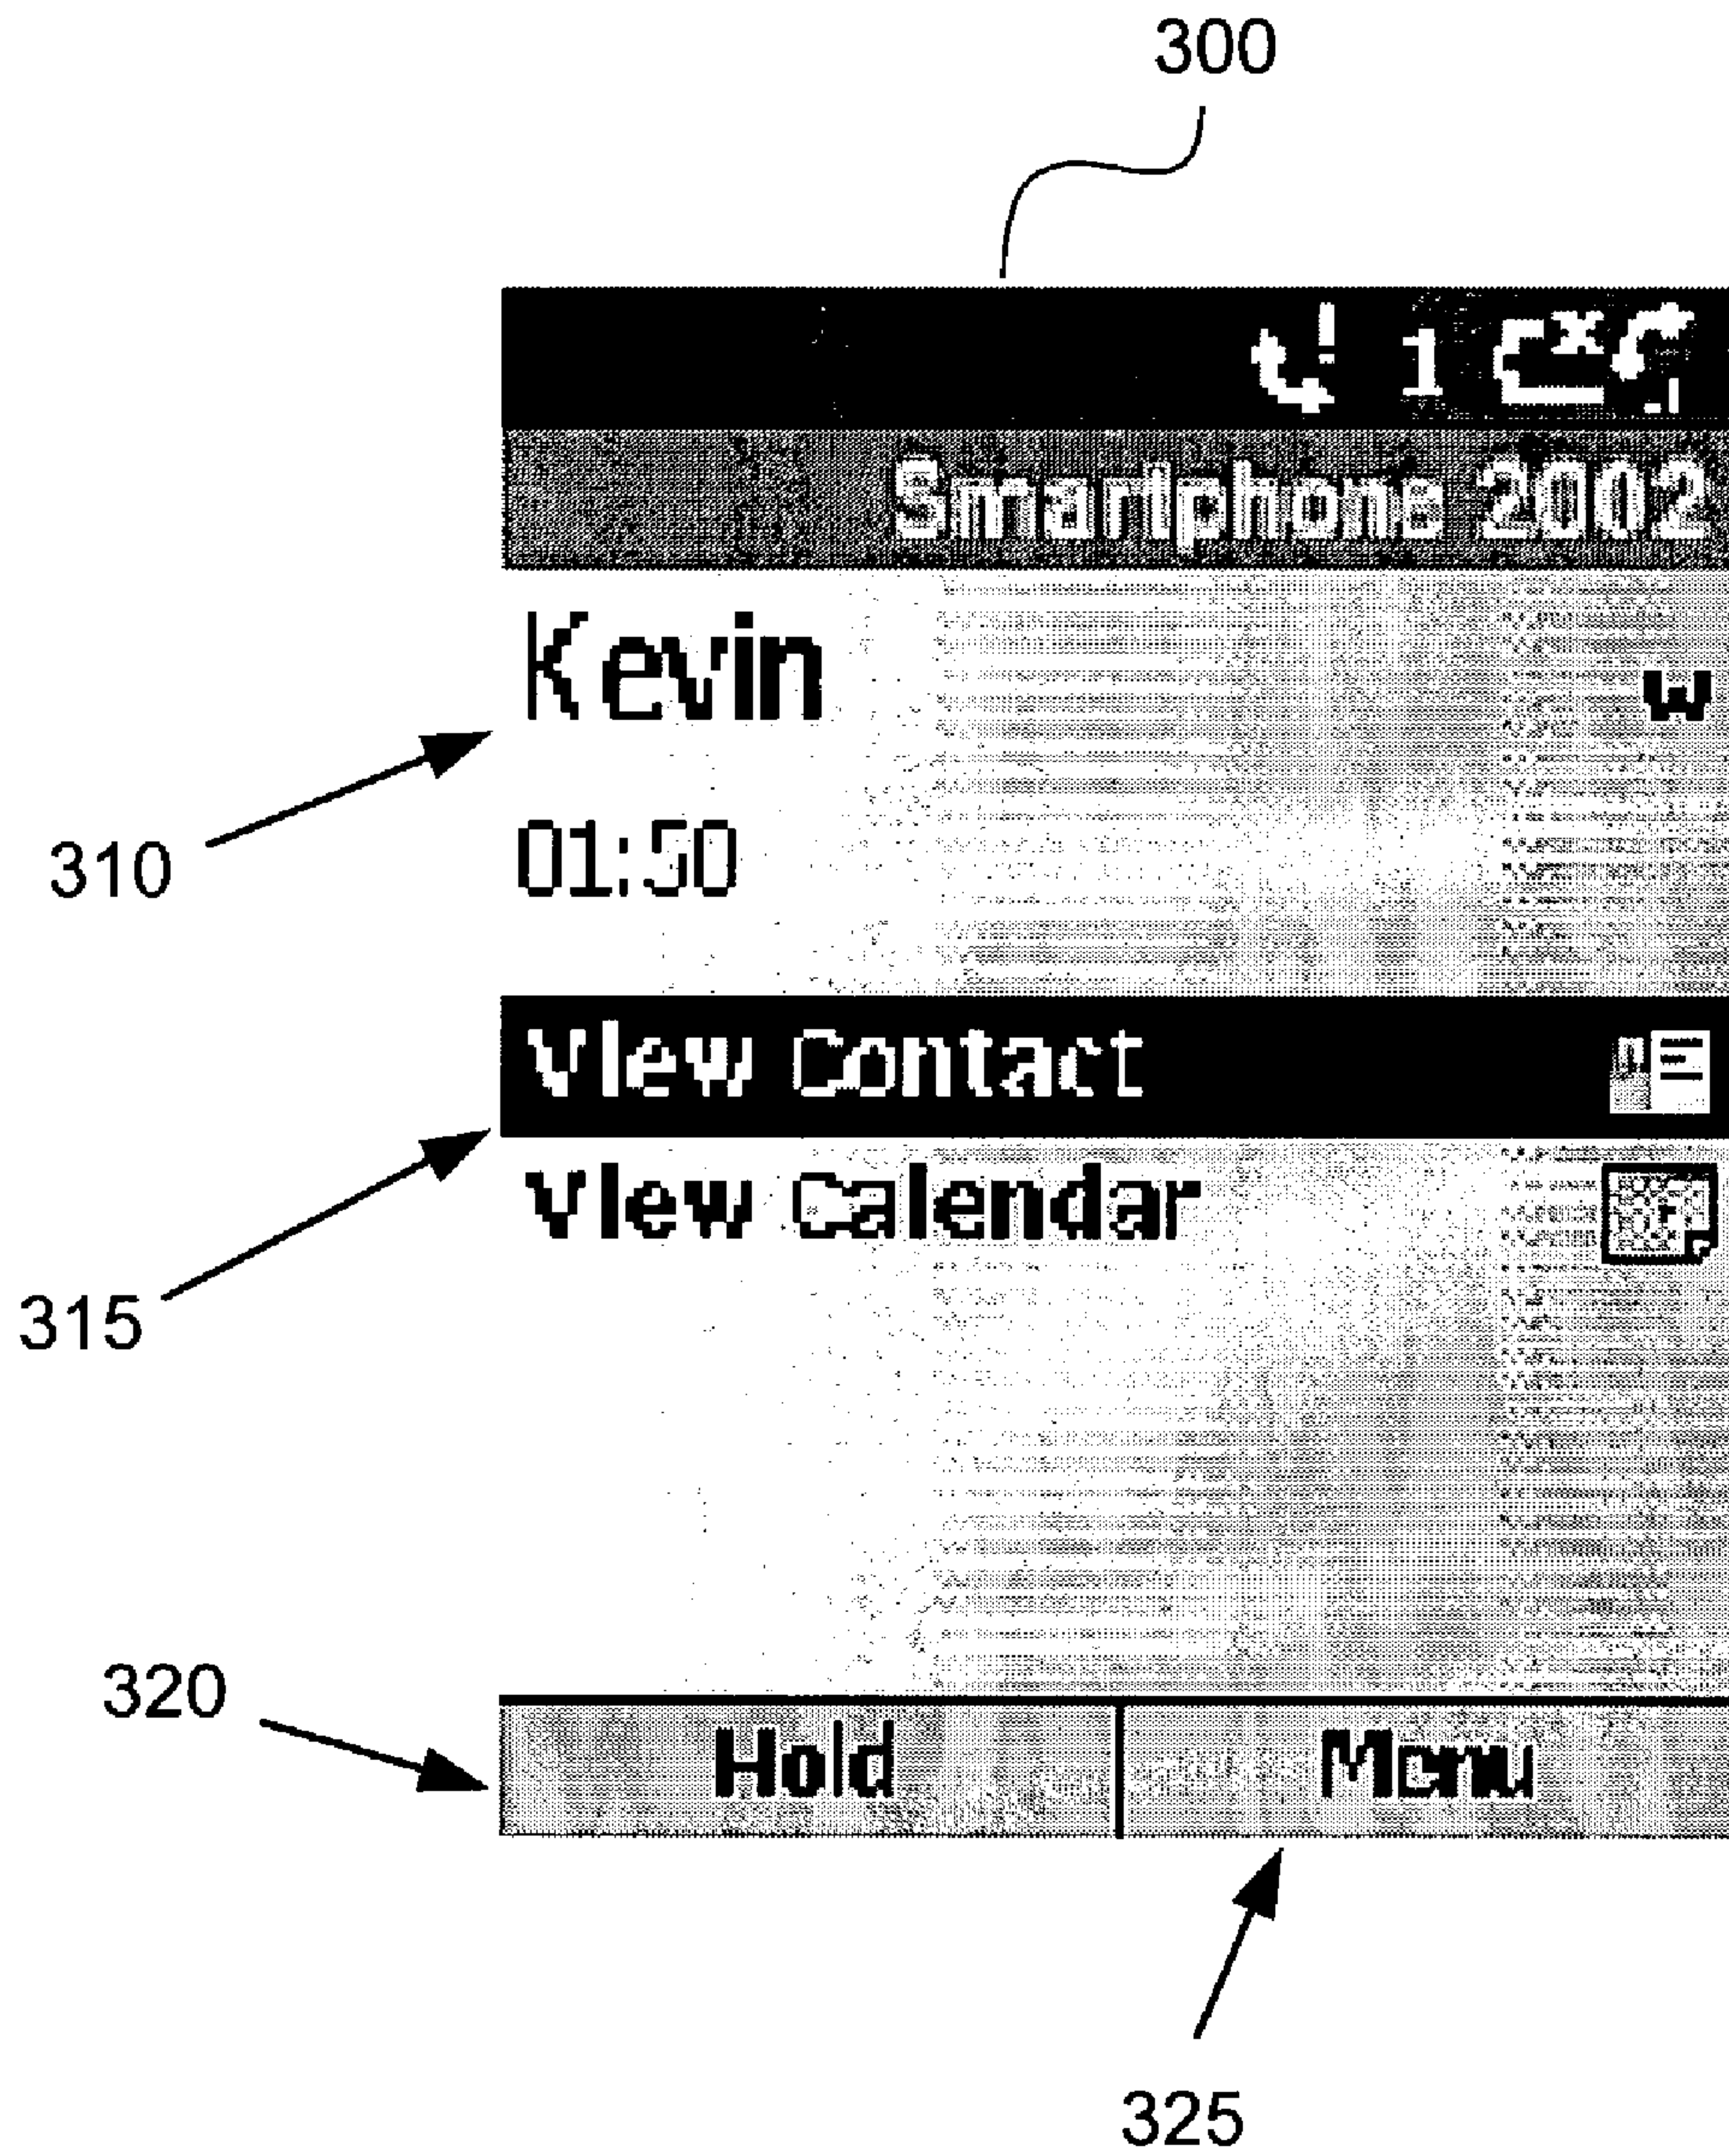 300
1
Smartphone 2002
Kevin w
310
01:50
View Contact
315
View Calendar
320
Hold Menu
325